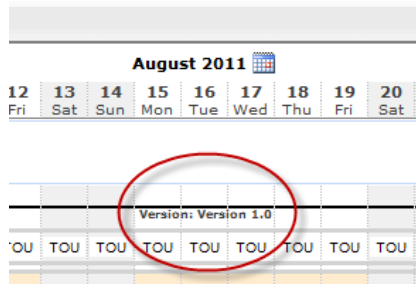 August 2011
12 13 14 15 16 17 18 19 20
Fri Sat Sun Mon Tue Wed Thu Fri Sat
Version: Version 1.0
TOU TOU TOU TOU TOU TOU TOU TOU TOU